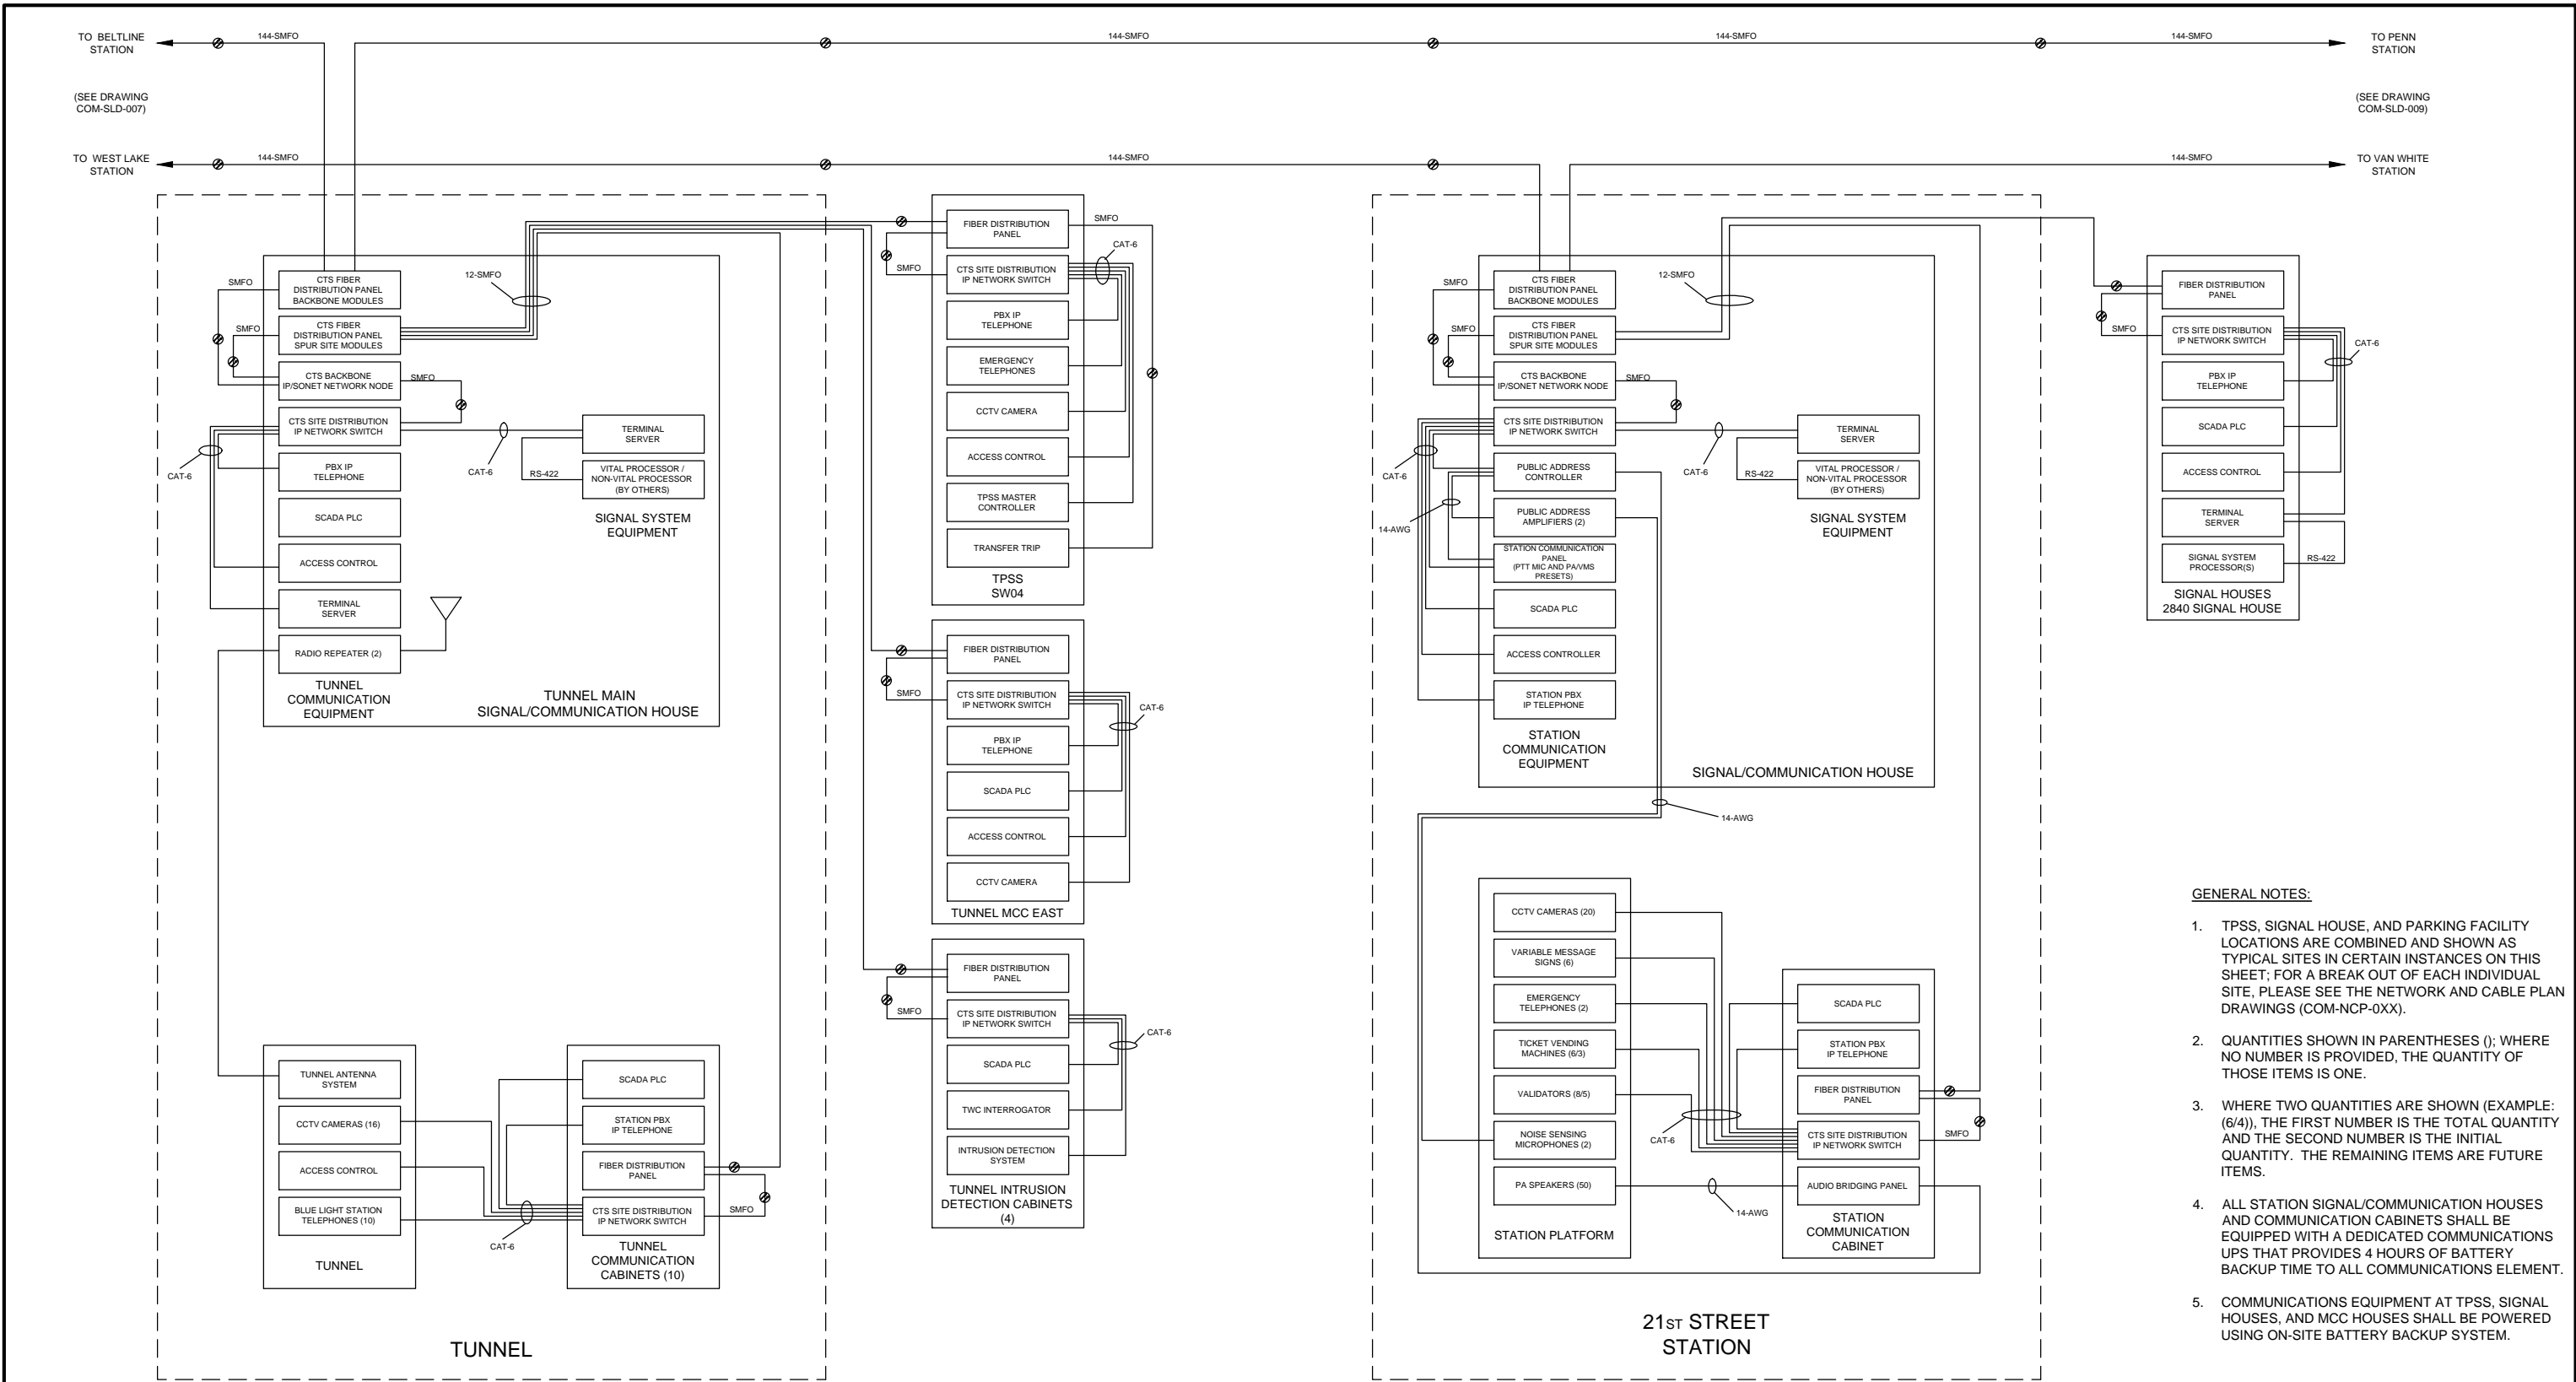 TO BELTLINE
STATION
144-SMFO
144-SMFO
144-SMFO
144-SMFO
TO PENN
STATION
(SEE DRAWING
COM-SLD-007)
(SEE DRAWING
COM-SLD-009)
TO WEST LAKE
STATION
144-SMFO
144-SMFO
144-SMFO
TO VAN WHITE
STATION
CTS FIBER
DISTRIBUTION PANEL
BACKBONE MODULES
SMFO
12-SMFO
CTS FIBER
DISTRIBUTION PANEL
SPUR SITE MODULES
SMFO
CTS BACKBONE
IP/SONET NETWORK NODE
SMFO
CTS SITE DISTRIBUTION
IP NETWORK SWITCH
CAT-6
CAT-6
TERMINAL
SERVER
RS-422
VITAL PROCESSOR /
NON-VITAL PROCESSOR
(BY OTHERS)
SIGNAL SYSTEM
EQUIPMENT
PBX IP
TELEPHONE
SCADA PLC
ACCESS CONTROL
TERMINAL
SERVER
RADIO REPEATER (2)
TUNNEL
COMMUNICATION
EQUIPMENT
TUNNEL MAIN
SIGNAL/COMMUNICATION HOUSE
TUNNEL ANTENNA
SYSTEM
CCTV CAMERAS (16)
ACCESS CONTROL
BLUE LIGHT STATION
TELEPHONES (10)
TUNNEL
CAT-6
SCADA PLC
STATION PBX
IP TELEPHONE
FIBER DISTRIBUTION
PANEL
CTS SITE DISTRIBUTION
IP NETWORK SWITCH
SMFO
TUNNEL
COMMUNICATION
CABINETS (10)
TUNNEL
FIBER DISTRIBUTION
PANEL
SMFO
CAT-6
SMFO
CTS SITE DISTRIBUTION
IP NETWORK SWITCH
PBX IP
TELEPHONE
EMERGENCY
TELEPHONES
CCTV CAMERA
ACCESS CONTROL
TPSS MASTER
CONTROLLER
TRANSFER TRIP
TPSS
SW04
FIBER DISTRIBUTION
PANEL
SMFO
CTS SITE DISTRIBUTION
IP NETWORK SWITCH
CAT-6
PBX IP
TELEPHONE
SCADA PLC
ACCESS CONTROL
CCTV CAMERA
TUNNEL MCC EAST
FIBER DISTRIBUTION
PANEL
SMFO
CTS SITE DISTRIBUTION
IP NETWORK SWITCH
CAT-6
SCADA PLC
TWC INTERROGATOR
INTRUSION DETECTION
SYSTEM
TUNNEL INTRUSION
DETECTION CABINETS
(4)
CTS FIBER
DISTRIBUTION PANEL
BACKBONE MODULES
SMFO
12-SMFO
CTS FIBER
DISTRIBUTION PANEL
SPUR SITE MODULES
SMFO
CTS BACKBONE
IP/SONET NETWORK NODE
SMFO
CTS SITE DISTRIBUTION
IP NETWORK SWITCH
CAT-6
CAT-6
TERMINAL
SERVER
RS-422
VITAL PROCESSOR /
NON-VITAL PROCESSOR
(BY OTHERS)
SIGNAL SYSTEM
EQUIPMENT
PUBLIC ADDRESS
CONTROLLER
14-AWG
PUBLIC ADDRESS
AMPLIFIERS (2)
STATION COMMUNICATION
PANEL
(PTT MIC AND PA/VMS
PRESETS)
SCADA PLC
ACCESS CONTROLLER
STATION PBX
IP TELEPHONE
STATION
COMMUNICATION
EQUIPMENT
SIGNAL/COMMUNICATION HOUSE
14-AWG
CCTV CAMERAS (20)
VARIABLE MESSAGE
SIGNS (6)
EMERGENCY
TELEPHONES (2)
TICKET VENDING
MACHINES (6/3)
VALIDATORS (8/5)
NOISE SENSING
MICROPHONES (2)
PA SPEAKERS (50)
STATION PLATFORM
CAT-6
14-AWG
SCADA PLC
STATION PBX
IP TELEPHONE
FIBER DISTRIBUTION
PANEL
CTS SITE DISTRIBUTION
IP NETWORK SWITCH
SMFO
AUDIO BRIDGING PANEL
STATION
COMMUNICATION
CABINET
21ST STREET
STATION
FIBER DISTRIBUTION
PANEL
SMFO
CTS SITE DISTRIBUTION
IP NETWORK SWITCH
CAT-6
PBX IP
TELEPHONE
SCADA PLC
ACCESS CONTROL
TERMINAL
SERVER
SIGNAL SYSTEM
PROCESSOR(S)
RS-422
SIGNAL HOUSES
2840 SIGNAL HOUSE
GENERAL NOTES:
1. TPSS, SIGNAL HOUSE, AND PARKING FACILITY
LOCATIONS ARE COMBINED AND SHOWN AS
TYPICAL SITES IN CERTAIN INSTANCES ON THIS
SHEET; FOR A BREAK OUT OF EACH INDIVIDUAL
SITE, PLEASE SEE THE NETWORK AND CABLE PLAN
DRAWINGS (COM-NCP-0XX).
2. QUANTITIES SHOWN IN PARENTHESES (); WHERE
NO NUMBER IS PROVIDED, THE QUANTITY OF
THOSE ITEMS IS ONE.
3. WHERE TWO QUANTITIES ARE SHOWN (EXAMPLE:
(6/4)), THE FIRST NUMBER IS THE TOTAL QUANTITY
AND THE SECOND NUMBER IS THE INITIAL
QUANTITY. THE REMAINING ITEMS ARE FUTURE
ITEMS.
4. ALL STATION SIGNAL/COMMUNICATION HOUSES
AND COMMUNICATION CABINETS SHALL BE
EQUIPPED WITH A DEDICATED COMMUNICATIONS
UPS THAT PROVIDES 4 HOURS OF BATTERY
BACKUP TIME TO ALL COMMUNICATIONS ELEMENT.
5. COMMUNICATIONS EQUIPMENT AT TPSS, SIGNAL
HOUSES, AND MCC HOUSES SHALL BE POWERED
USING ON-SITE BATTERY BACKUP SYSTEM.